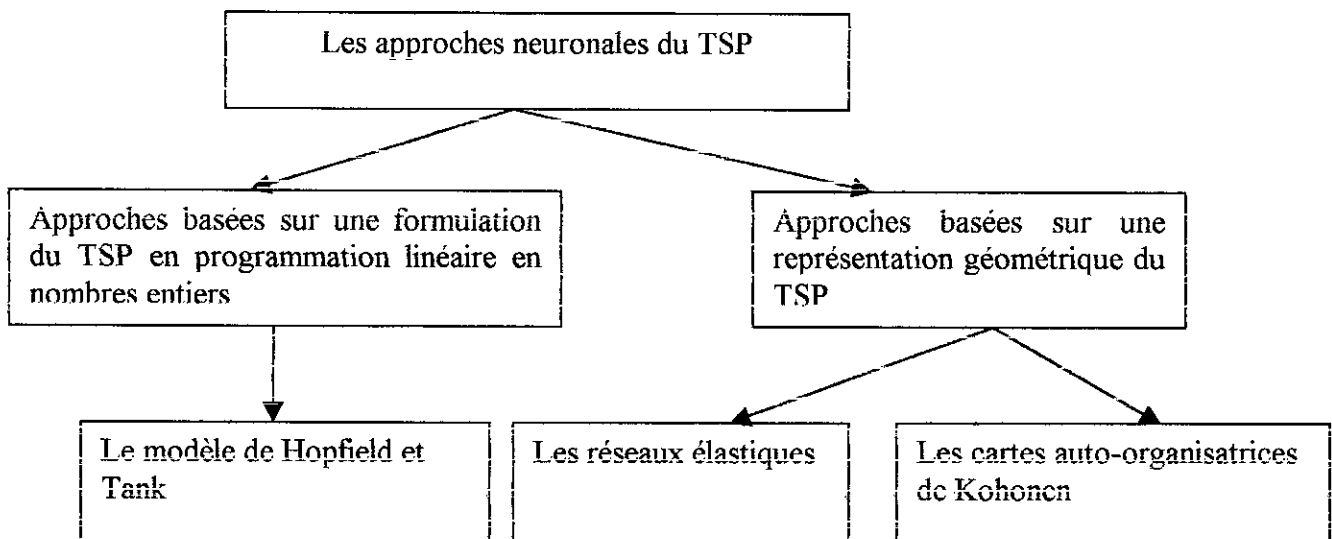 Les approches neuronales du TSP
Approches basées sur une formulation
du TSP en programmation linéaire en
nombres entiers
Approches basées sur une
représentation géométrique du
TSP
Le modèle de Hopfield et
Tank
Les réseaux élastiques
Les cartes auto-organisatrices
de Kohonen